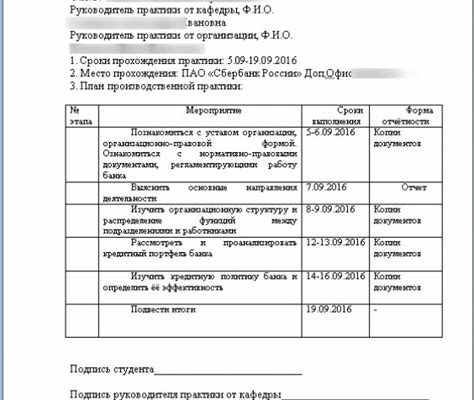 Руководитель практики от кафедры, Ф.И.О.
вановна
Руководитель практики от организации, Ф.И.О.
1. Сроки прохождения практики: 5.09-19.09.2016
2. Место прохождения: ПАО «Сбербанк России» Доп.Офис
3. План производственной практики:
№ этапа Мероприятие Сроки выполнения Форма отчётности
Познакомиться с уставом организации, 5-6.09.2016 Копии
организационно-правовой формой. документов
Ознакомиться с нормативно-правовыми
документами, регламентирующими работу
банка
Выяснить основные направления 7.09.2016 Отчет
деятельности
Изучить организационную структуру и 8-9.09.2016 Копии
распределение функций между документов
подразделениями и работниками
Рассмотреть и проанализировать 12-13.09.2016 Копии
кредитный портфель банка документов
Изучить кредитную политику банка и 14-16.09.2016 Копии
определить её эффективность документов
Подвести итоги 19.09.2016 -
Подпись студента____________________
Подпись руководителя практики от кафедры____________________